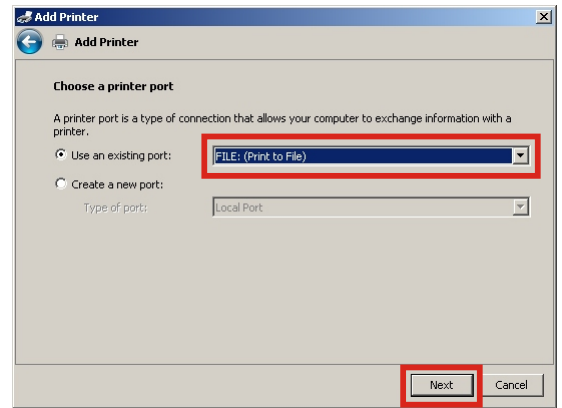 Add Printer
Add Printer
Choose a printer port
A printer port is a type of connection that allows your computer to exchange information with a
printer.
Use an existing port: FILE: (Print to File)
Create a new port:
Type of port: Local Port
Next Cancel